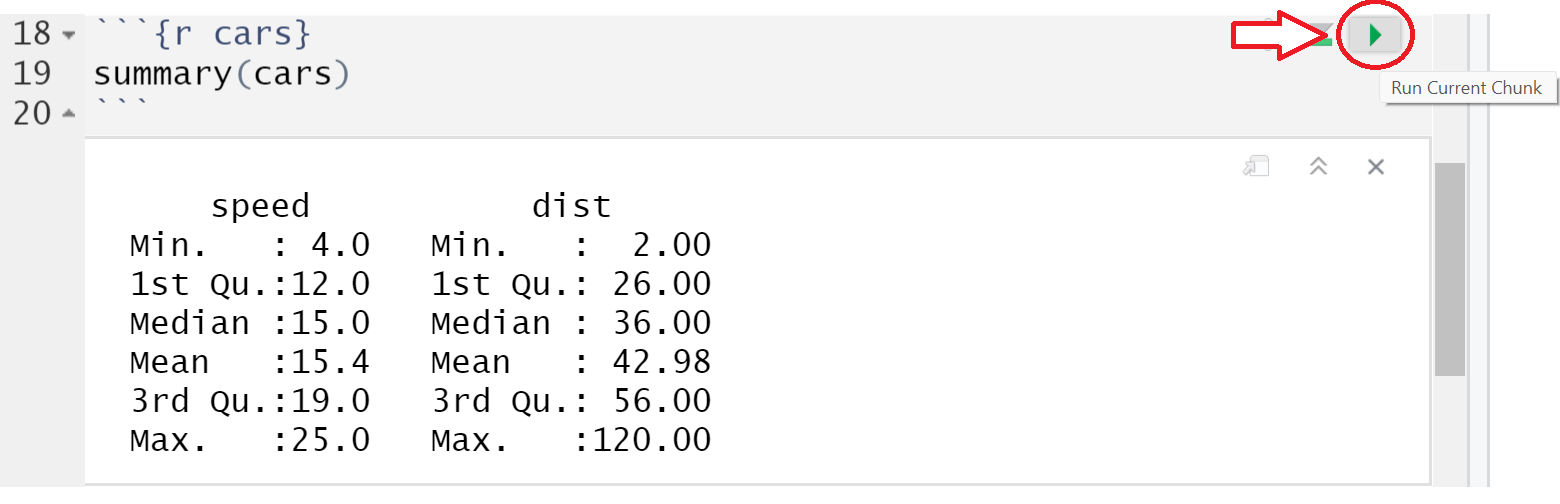 18 ```{r cars}
19 summary(cars)
Run Current Chunk
20 ```
speed dist
Min. : 4.0 Min. : 2.00
1st Qu.:12.0 1st Qu.: 26.00
Median :15.0 Median : 36.00
Mean :15.4 Mean : 42.98
3rd Qu.:19.0 3rd Qu.: 56.00
Max. :25.0 Max. :120.00